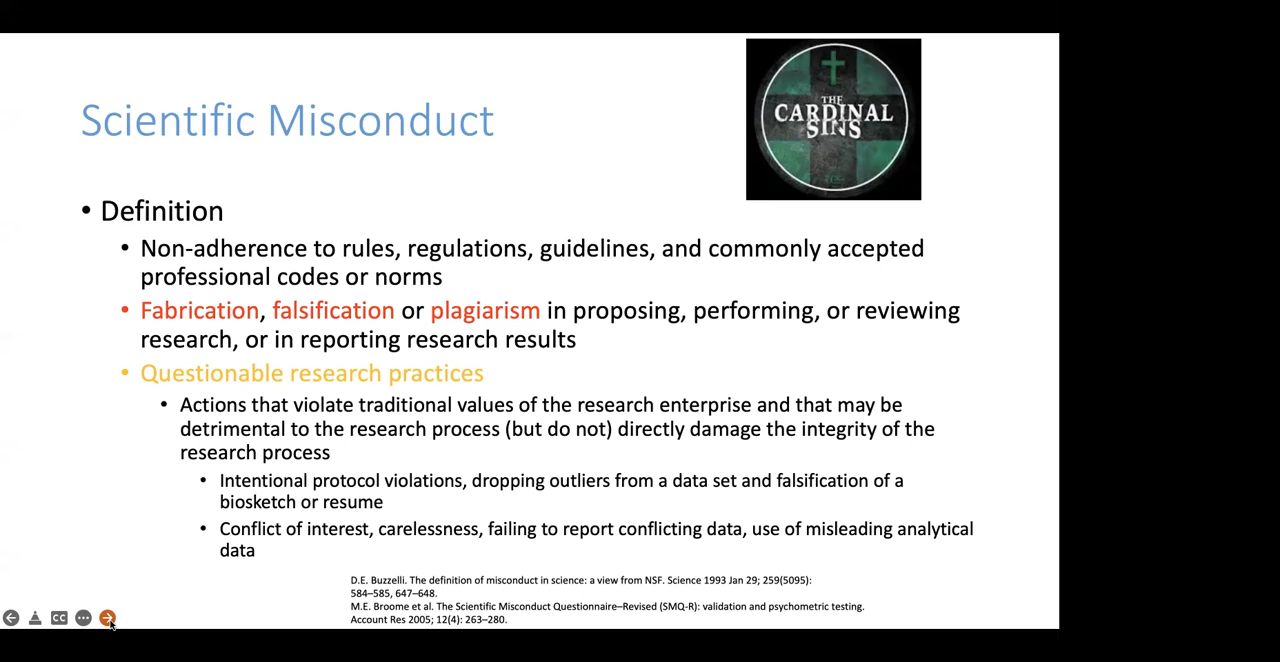 THE
CARDINAL
SINS
Scientific Misconduct
• Definition
• Non-adherence to rules, regulations, guidelines, and commonly accepted
professional codes or norms
• Fabrication, falsification or plagiarism in proposing, performing, or reviewing
research, or in reporting research results
• Questionable research practices
• Actions that violate traditional values of the research enterprise and that may be
detrimental to the research process (but do not) directly damage the integrity of the
research process
• Intentional protocol violations, dropping outliers from a data set and falsification of a
biosketch or resume
• Conflict of interest, carelessness, failing to report conflicting data, use of misleading analytical
data
D.E. Buzzelli. The definition of misconduct in science: a view from NSF. Science 1993 Jan 29; 259(5095):
584–585, 647–648.
M.E. Broome et al. The Scientific Misconduct Questionnaire–Revised (SMQ-R): validation and psychometric testing.
Account Res 2005; 12(4): 263–280.
CC